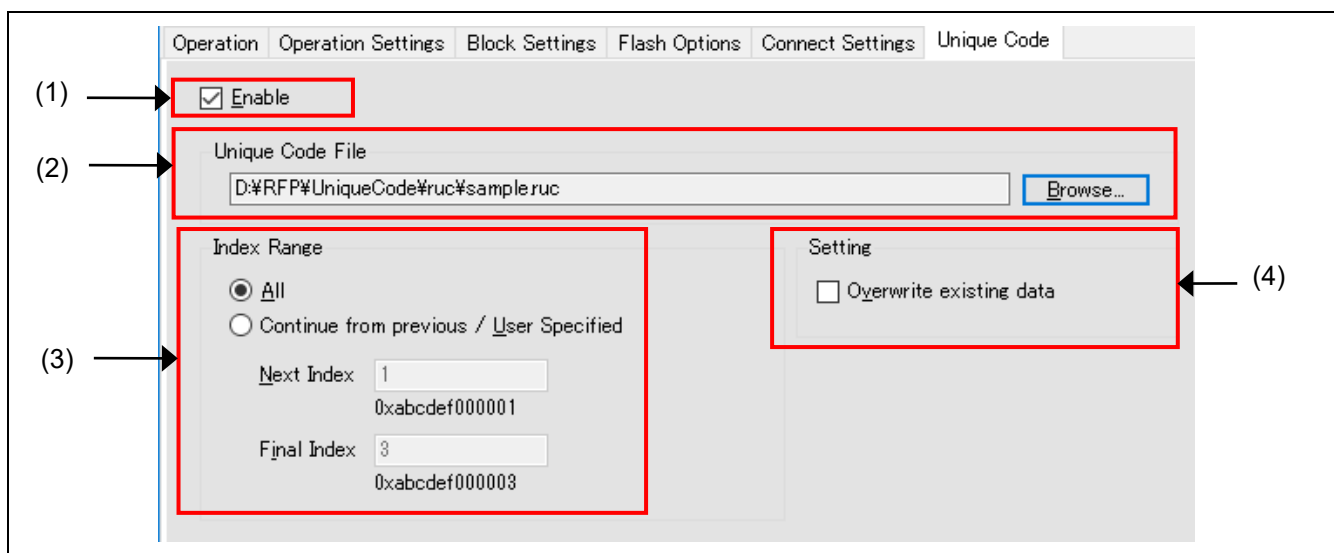 Operation Operation Settings Block Settings Flash Options Connect Settings Unique Code
(1) Enable
(2) Unique Code File
D:¥RFP¥UniqueCode¥ruc¥sample.ruc Browse...
Index Range Setting
All Overwrite existing data (4)
Continue from previous / User Specified
(3) Next Index 1
0xabcdef000001
Final Index 3
0xabcdef000003